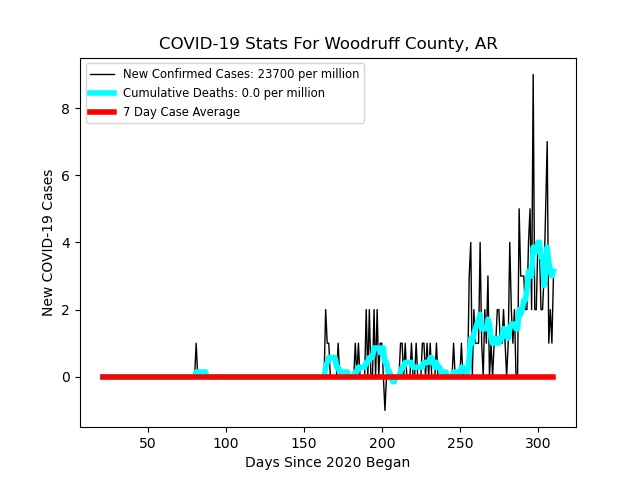 COVID-19 Stats For Woodruff County, AR
New Confirmed Cases: 23700 per million
Cumulative Deaths: 0.0 per million
7 Day Case Average
New COVID-19 Cases
8
6
4
2
0
50 100 150 200 250 300
Days Since 2020 Began